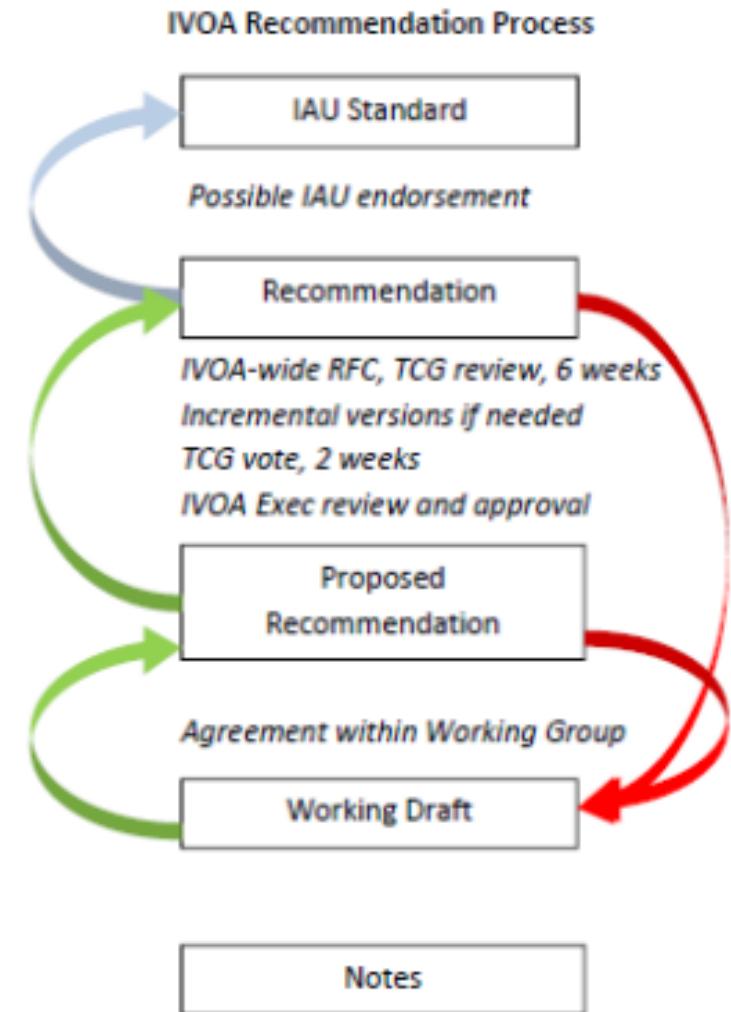 IVOA Recommendation Process
IAU Standard
Possible IAU endorsement
Recommendation
IVOA-wide RFC, TCG review, 6 weeks
Incremental versions if needed
TCG vote, 2 weeks
IVOA Exec review and approval
Proposed
Recommendation
Agreement within Working Group
Working Draft
Notes